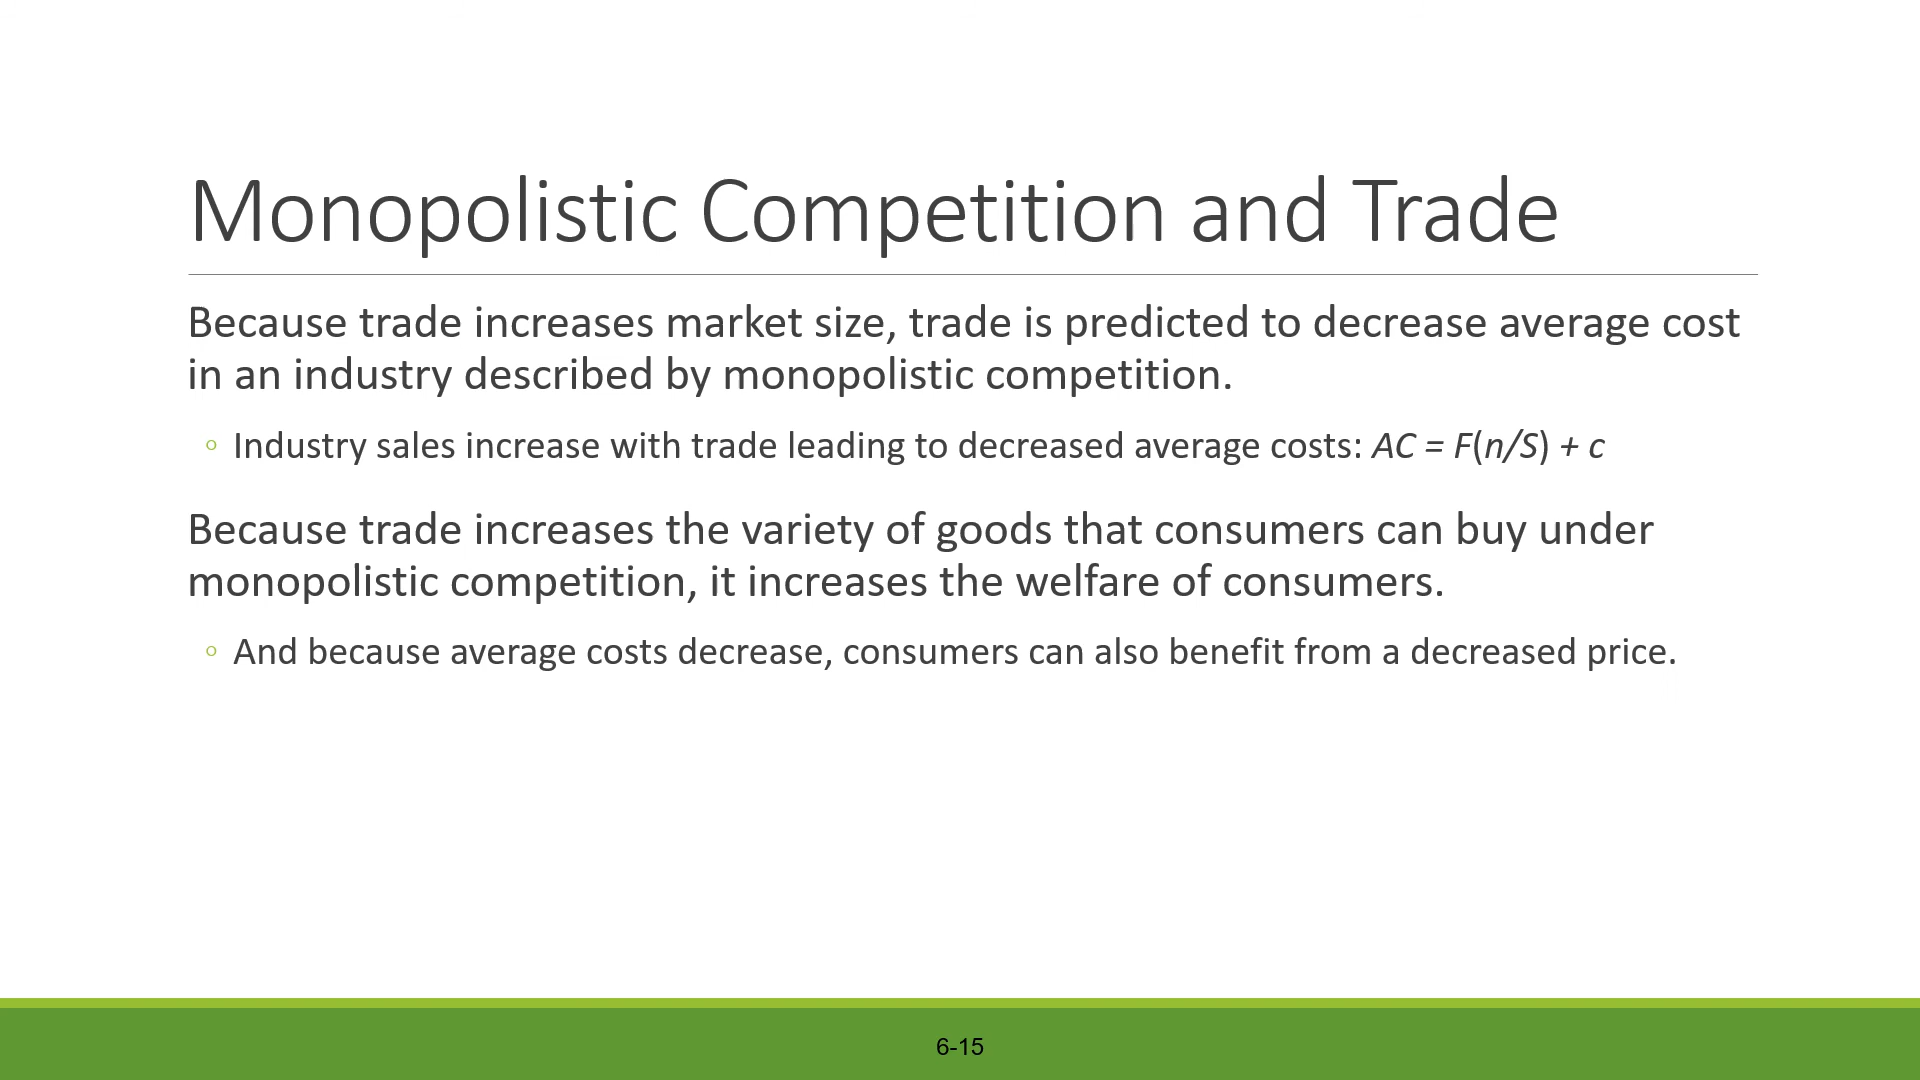 Monopolistic Competition and Trade
Because trade increases market size, trade is predicted to decrease average cost
in an industry described by monopolistic competition.
◦ Industry sales increase with trade leading to decreased average costs: AC = F(n/S) + c
Because trade increases the variety of goods that consumers can buy under
monopolistic competition, it increases the welfare of consumers.
◦ And because average costs decrease, consumers can also benefit from a decreased price.
6-15